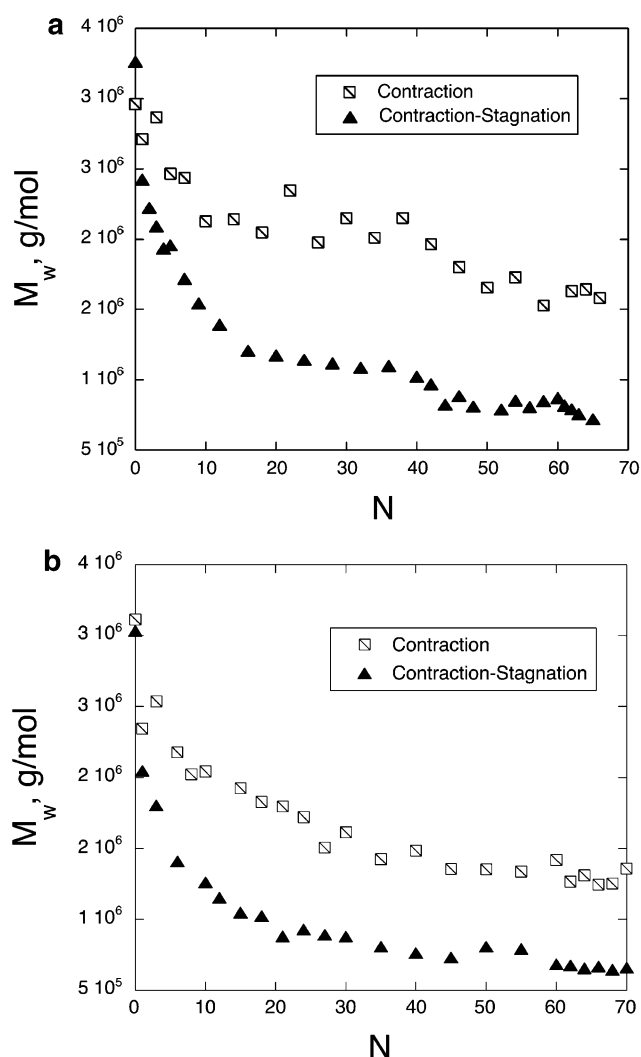 a
4 10⁶
3 10⁶
3 10⁶
2 10⁶
2 10⁶
1 10⁶
5 10⁵
M_w, g/mol
Contraction
Contraction-Stagnation
0 10 20 30 40 50 60 70
N
b
4 10⁶
3 10⁶
3 10⁶
2 10⁶
2 10⁶
1 10⁶
5 10⁵
M_w, g/mol
Contraction
Contraction-Stagnation
0 10 20 30 40 50 60 70
N